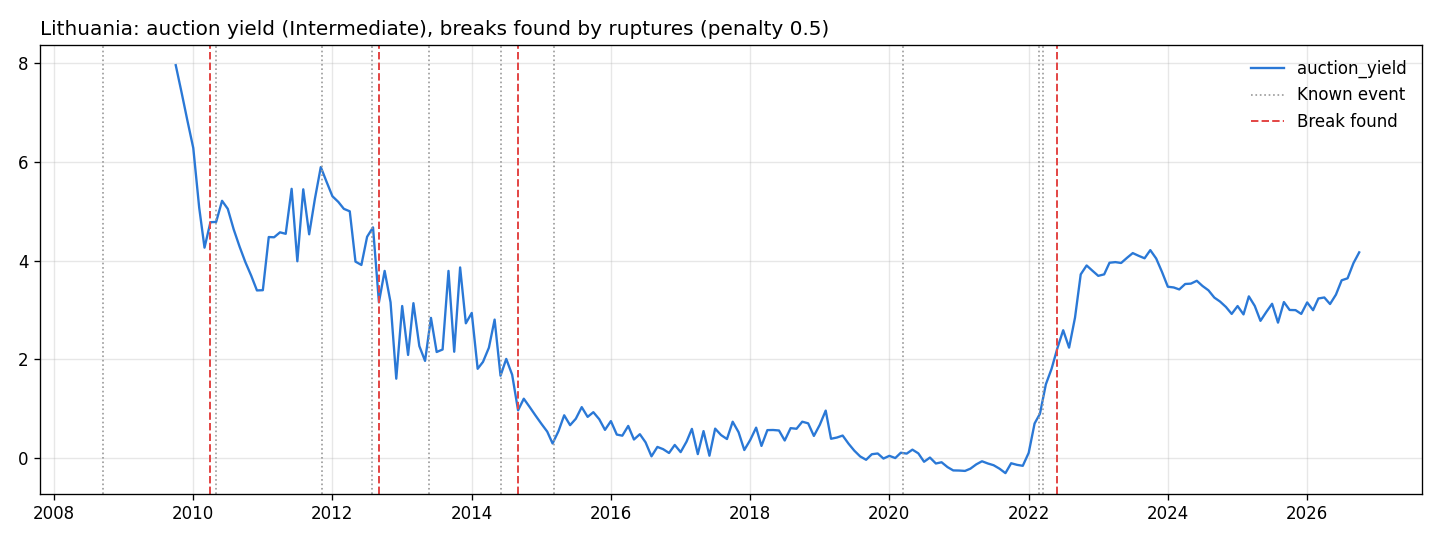 Lithuania: auction yield (Intermediate), breaks found by ruptures (penalty 0.5)
8
6
4
2
0
auction_yield
Known event
Break found
2008 2010 2012 2014 2016 2018 2020 2022 2024 2026